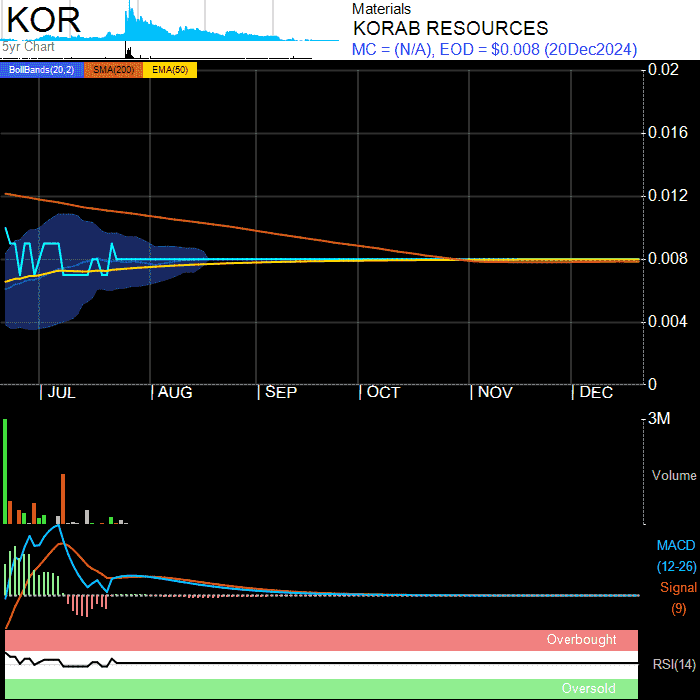 KOR
5yr Chart
Materials
KORAB RESOURCES
MC = (N/A), EOD = $0.008 (20Dec2024)
BollBands(20,2) SMA(200) EMA(50)
0.02
0.016
0.012
0.008
0.004
0
JUL AUG SEP OCT NOV DEC
3M
Volume
MACD
(12-26)
Signal
(9)
Overbought
RSI(14)
Oversold